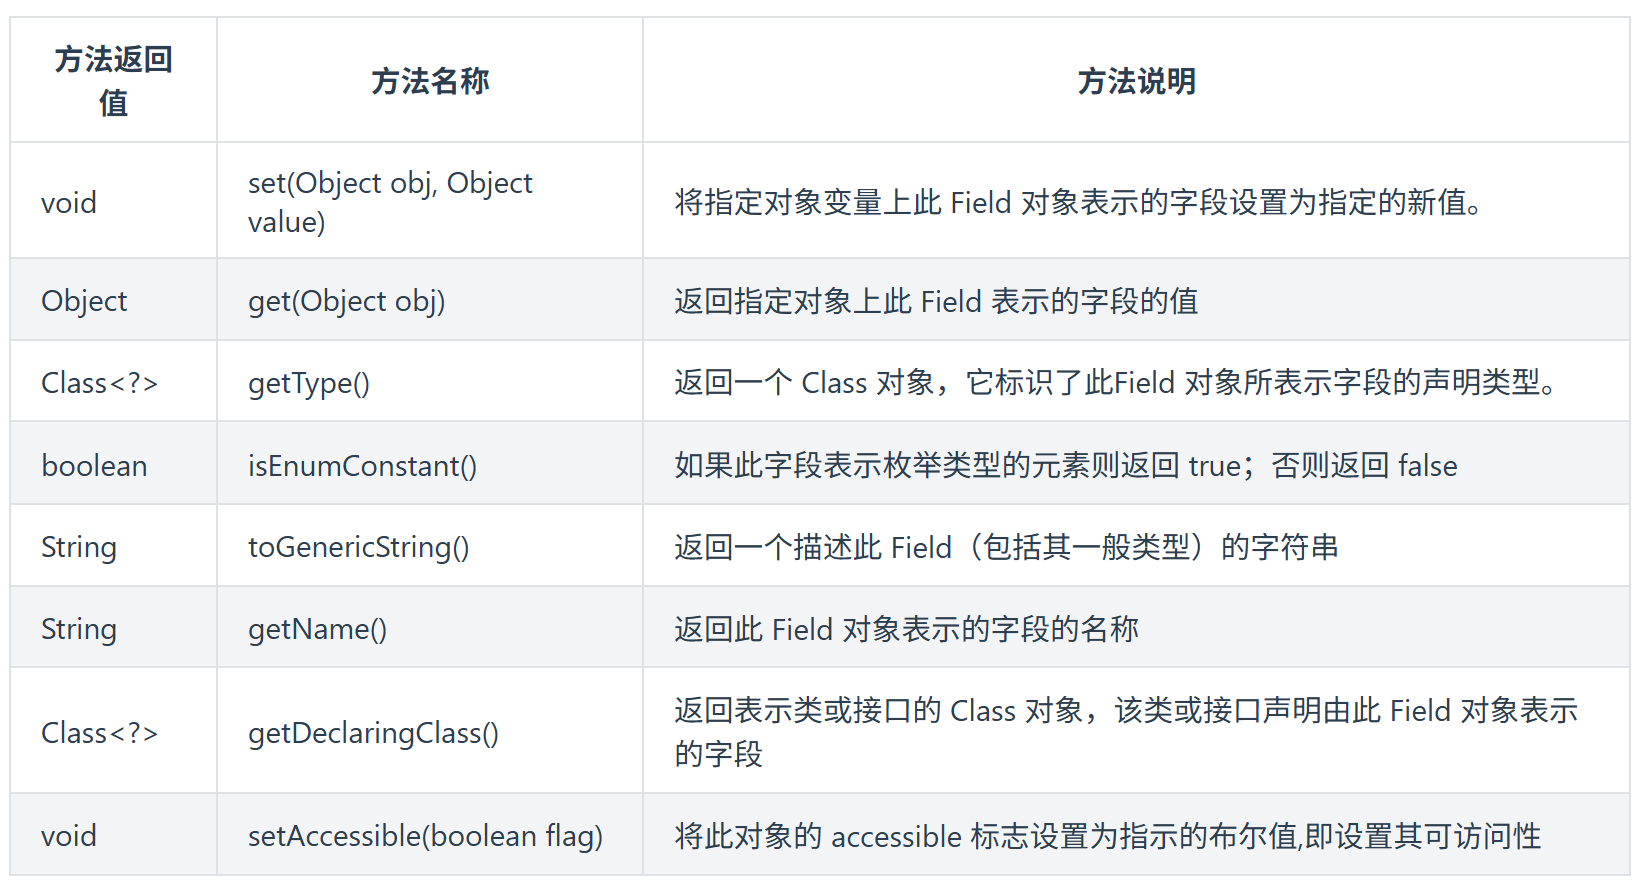 方法返回
值
方法名称
方法说明
void
set(Object obj, Object
value)
将指定对象变量上此 Field 对象表示的字段设置为指定的新值。
Object
get(Object obj)
返回指定对象上此 Field 表示的字段的值
Class<?>
getType()
返回一个 Class 对象，它标识了此Field 对象所表示字段的声明类型。
boolean
isEnumConstant()
如果此字段表示枚举类型的元素则返回 true；否则返回 false
String
toGenericString()
返回一个描述此 Field（包括其一般类型）的字符串
String
getName()
返回此 Field 对象表示的字段的名称
Class<?>
getDeclaringClass()
返回表示类或接口的 Class 对象，该类或接口声明由此 Field 对象表示
的字段
void
setAccessible(boolean flag)
将此对象的 accessible 标志设置为指示的布尔值,即设置其可访问性